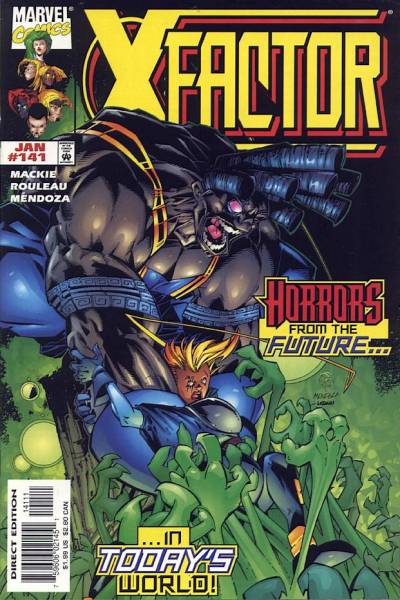 MARVEL
COMICS
X FACTOR
JAN
#141
MACKIE
ROULEAU
MENDOZA
HORRORS
FROM THE
FUTURE...
...IN
TODAY'S
WORLD!
DIRECT EDITION
14111
$1.99 US $2.80 CAN